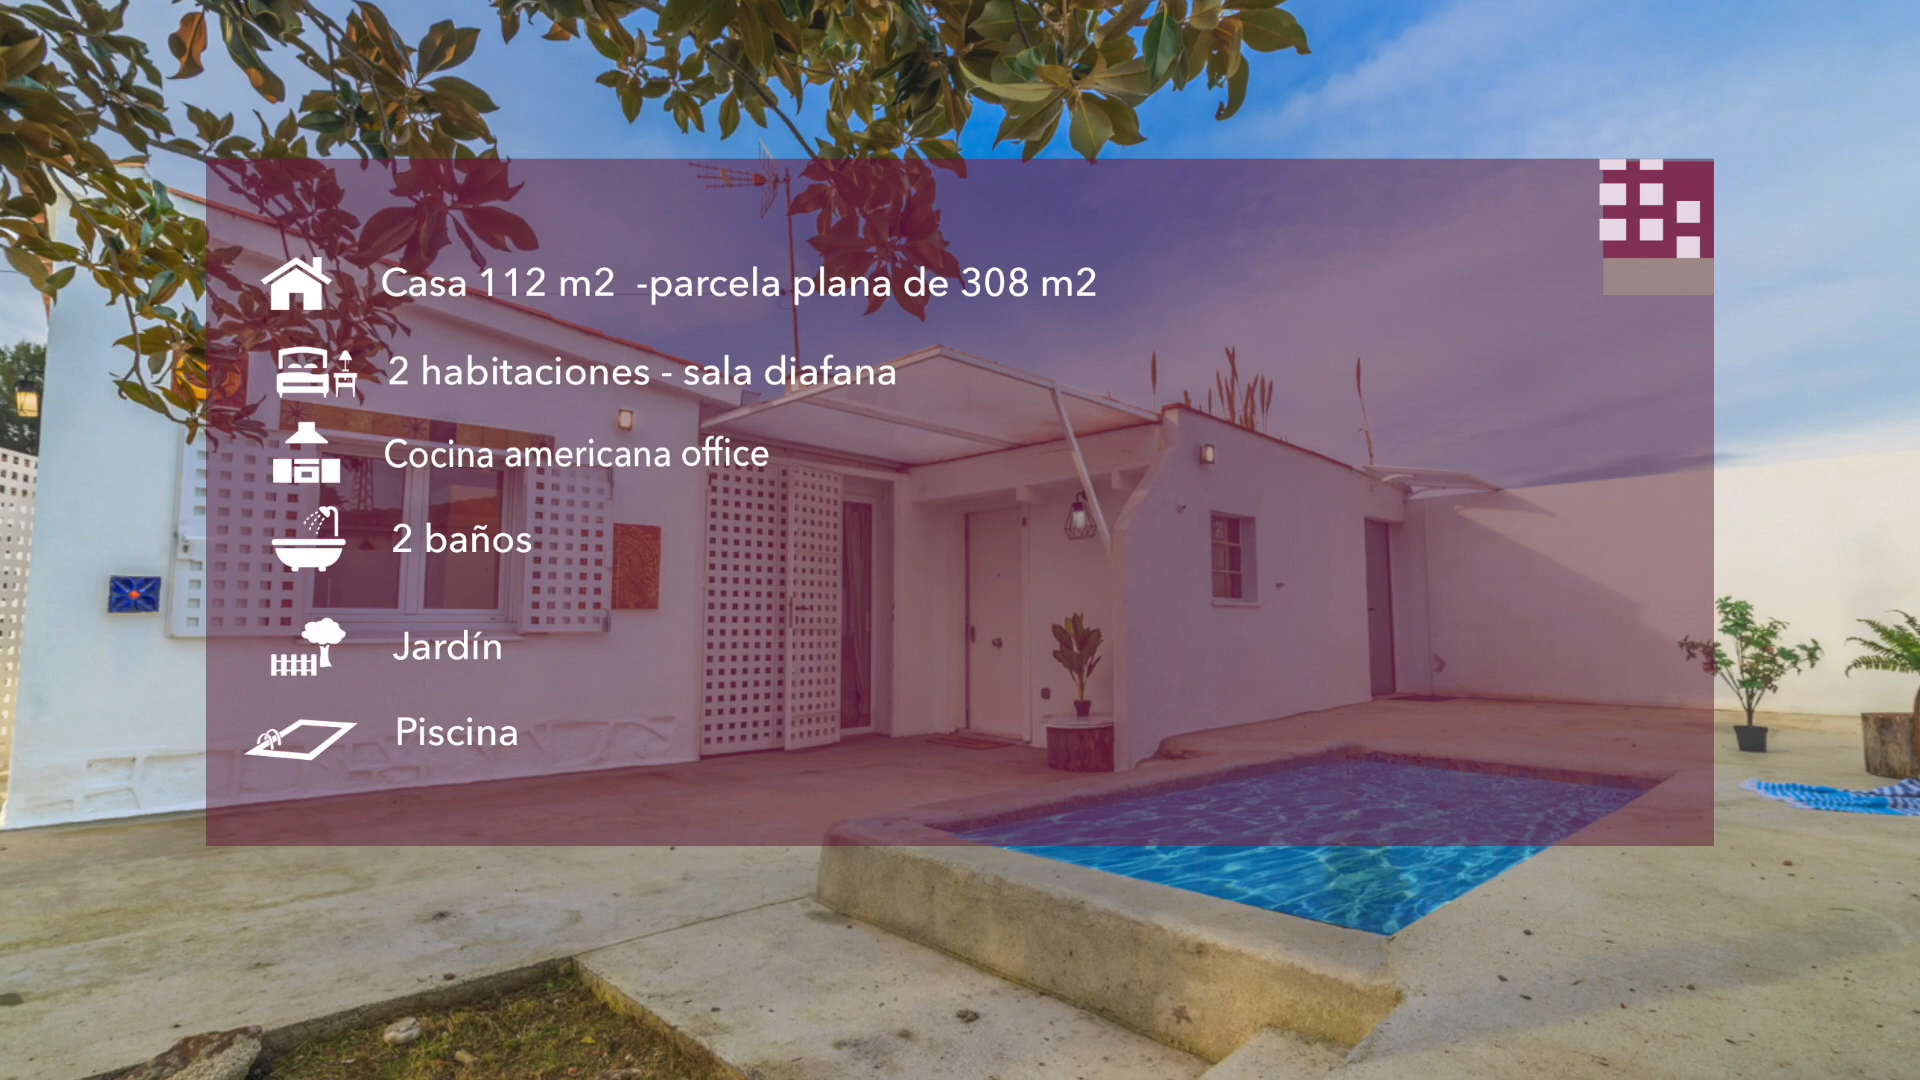 Casa 112 m2 -parcela plana de 308 m2
2 habitaciones - sala diafana
Cocina americana office
2 baños
Jardín
Piscina